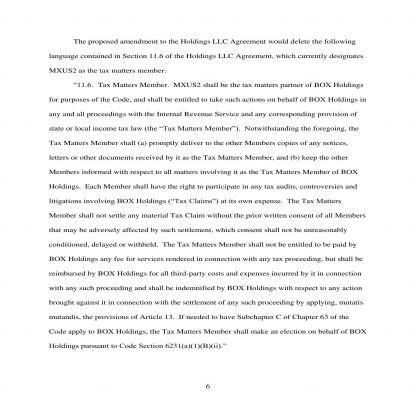 The proposed amendment to the Holdings LLC Agreement would delete the following
language contained in Section 11.6 of the Holdings LLC Agreement, which currently designates
MXUS2 as the tax matters member:
“11.6. Tax Matters Member. MXUS2 shall be the tax matters partner of BOX Holdings
for purposes of the Code, and shall be entitled to take such actions on behalf of BOX Holdings in
any and all proceedings with the Internal Revenue Service and any corresponding provision of
state or local income tax law (the “Tax Matters Member”). Notwithstanding the foregoing, the
Tax Matters Member shall (a) promptly deliver to the other Members copies of any notices,
letters or other documents received by it as the Tax Matters Member, and (b) keep the other
Members informed with respect to all matters involving it as the Tax Matters Member of BOX
Holdings. Each Member shall have the right to participate in any tax audits, controversies and
litigations involving BOX Holdings (“Tax Claims”) at its own expense. The Tax Matters
Member shall not settle any material Tax Claim without the prior written consent of all Members
that may be adversely affected by such settlement, which consent shall not be unreasonably
conditioned, delayed or withheld. The Tax Matters Member shall not be entitled to be paid by
BOX Holdings any fee for services rendered in connection with any tax proceeding, but shall be
reimbursed by BOX Holdings for all third-party costs and expenses incurred by it in connection
with any such proceeding and shall be indemnified by BOX Holdings with respect to any action
brought against it in connection with the settlement of any such proceeding by applying, mutatis
mutandis, the provisions of Article 13. If needed to have Subchapter C of Chapter 63 of the
Code apply to BOX Holdings, the Tax Matters Member shall make an election on behalf of BOX
Holdings pursuant to Code Section 6231(a)(1)(B)(ii).”
6